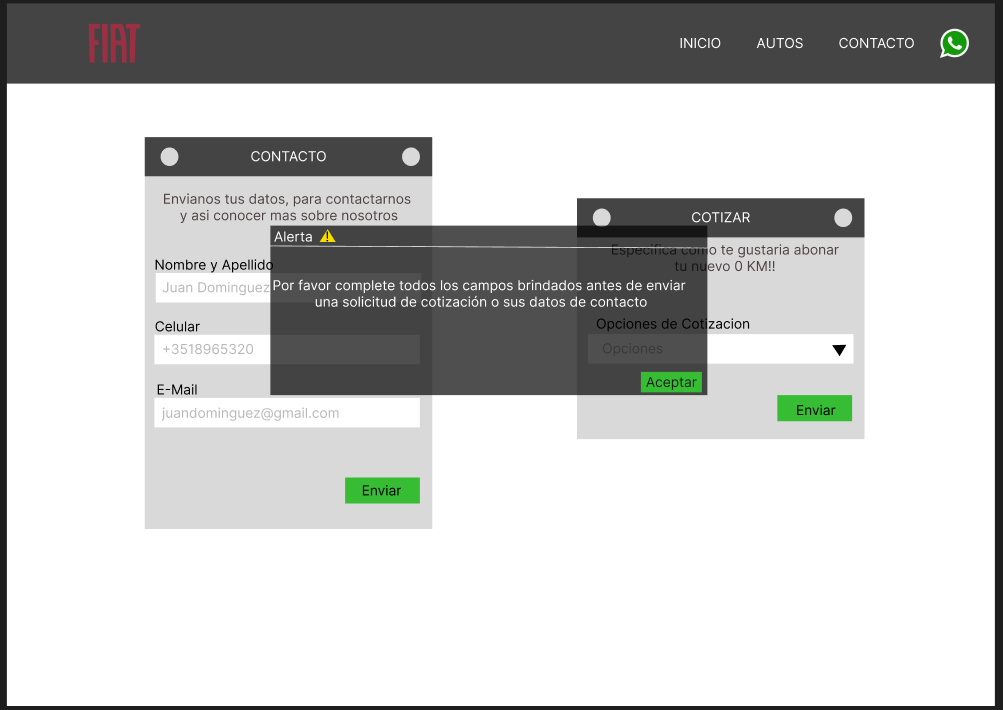 FIAT
INICIO
AUTOS
CONTACTO
CONTACTO
Envianos tus datos, para contactarnos
y asi conocer mas sobre nosotros
Nombre y Apellido
Juan Dominguez
Celular
+3518965320
E-Mail
juandominguez@gmail.com
Enviar
Alerta
Por favor complete todos los campos brindados antes de enviar
una solicitud de cotización o sus datos de contacto
Aceptar
COTIZAR
Especifica como te gustaria abonar
tu nuevo 0 KM!!
Opciones de Cotizacion
Opciones
Enviar